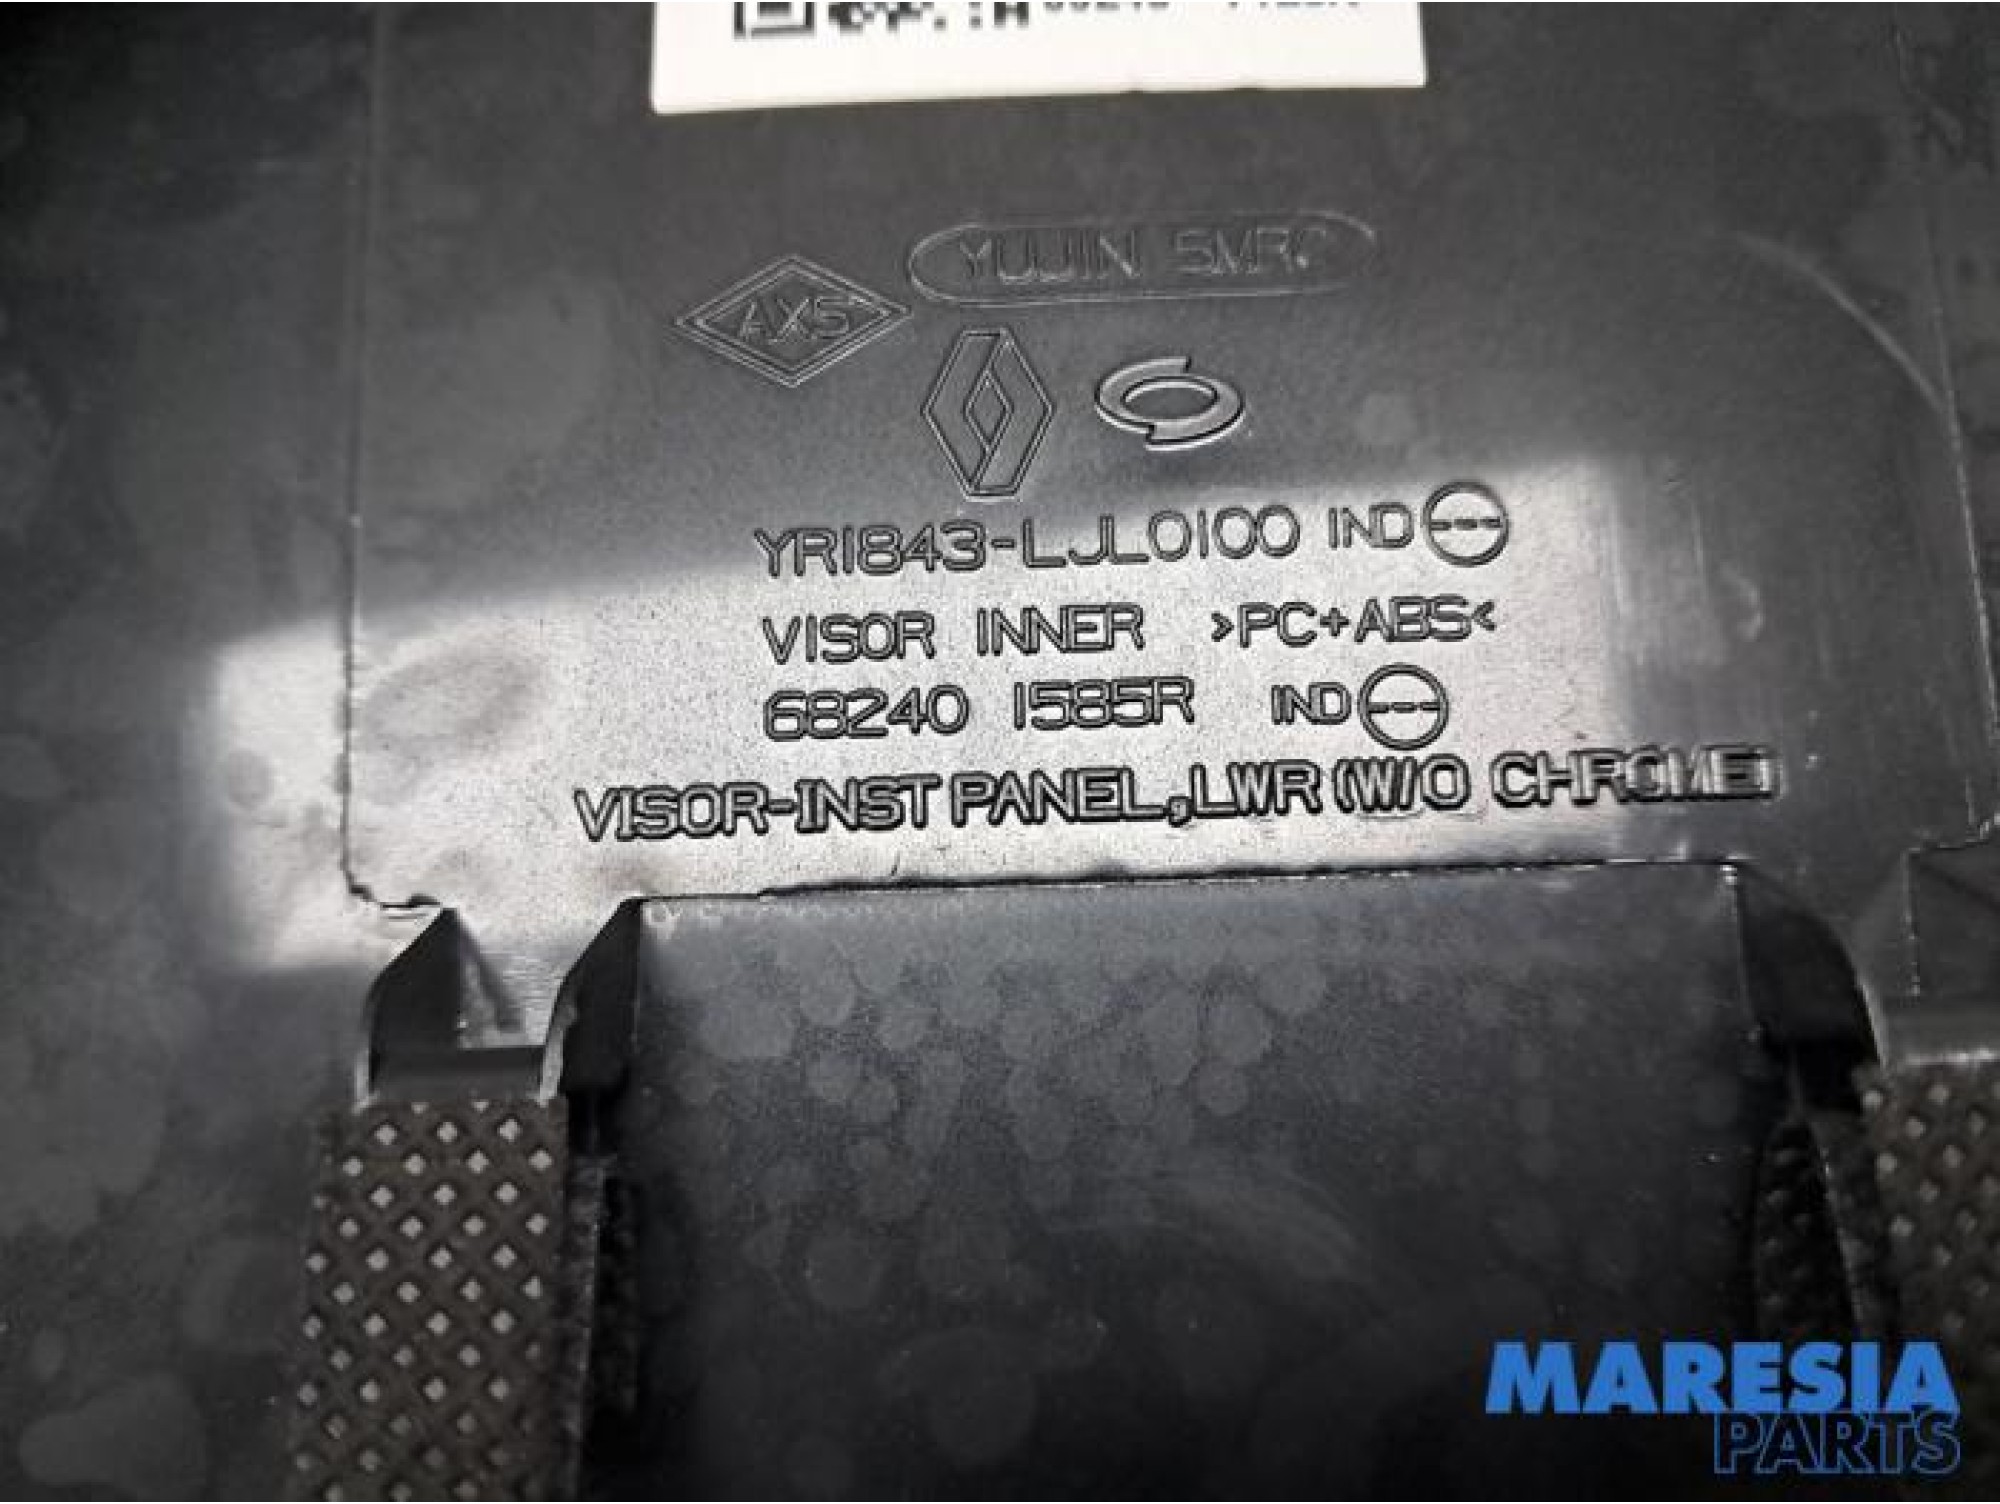 YUJIN SMRC
AXS
YR1843-LJL0100 IND
VISOR INNER >PC+ABS<
68240 1585R IND
VISOR-INST PANEL,LWR (W/O CHROME)
MARESIA
PARTS